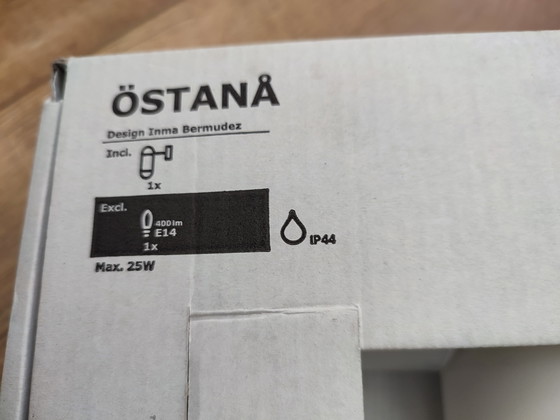 ÖSTANÅ
Design Inma Bermudez
Incl.
1x
Excl.
400lm
E14
1x
IP44
Max. 25W